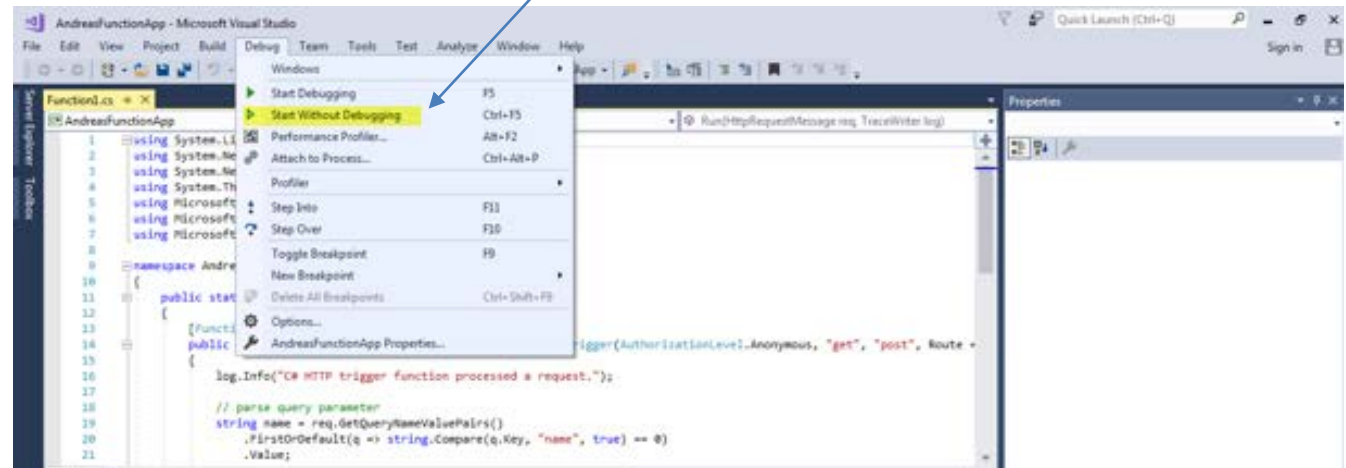 AndreasFunctionApp - Microsoft Visual Studio
Quick Launch (Ctrl+Q)
File Edit View Project Build Debug Team Tools Test Analyze Window Help
Sign in
Windows
App
Start Debugging F5
Start Without Debugging Ctrl+F5
Performance Profiler... Alt+F2
Attach to Process... Ctrl+Alt+P
Profiler
Step Into F11
Step Over F10
Toggle Breakpoint F9
New Breakpoint
Delete All Breakpoints Ctrl+Shift+F9
Options...
AndreasFunctionApp Properties...
Server Explorer
Toolbox
Function1.cs
AndreasFunctionApp
Run(HttpRequestMessage req, TraceWriter log)
Properties
1 using System.Li
2 using System.Ne
3 using System.Ne
4 using System.Th
5 using Microsoft
6 using Microsoft
7 using Microsoft
8
9 namespace Andre
10 {
11 public stat
12 {
13 [Functi
14 public rigger(AuthorizationLevel.Anonymous, "get", "post", Route =
15 {
16 log.Info("C# HTTP trigger function processed a request.");
17
18 // parse query parameter
19 string name = req.GetQueryNameValuePairs()
20 .FirstOrDefault(q => string.Compare(q.Key, "name", true) == 0)
21 .Value;